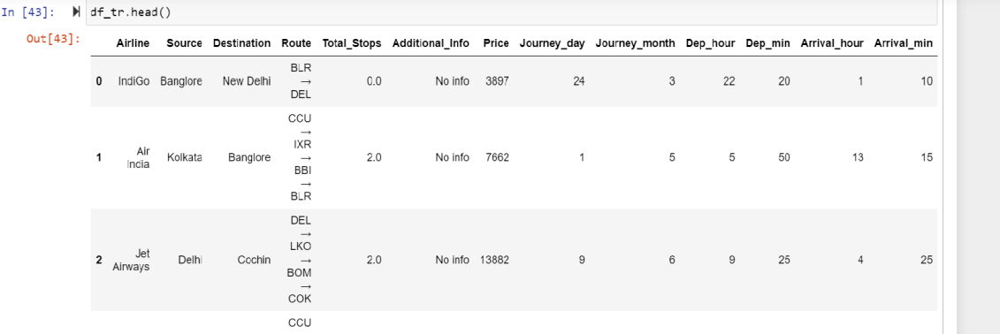 In [43]: df_tr.head()
Out[43]:
Airline Source Destination Route Total_Stops Additional_Info Price Journey_day Journey_month Dep_hour Dep_min Arrival_hour Arrival_min
0 IndiGo Banglore New Delhi BLR → DEL 0.0 No info 3897 24 3 22 20 1 10
1 Air India Kolkata Banglore CCU → IXR → BBI → BLR 2.0 No info 7662 1 5 5 50 13 15
2 Jet Airways Delhi Cochin DEL → LKO → BOM → COK 2.0 No info 13882 9 6 9 25 4 25
CCU